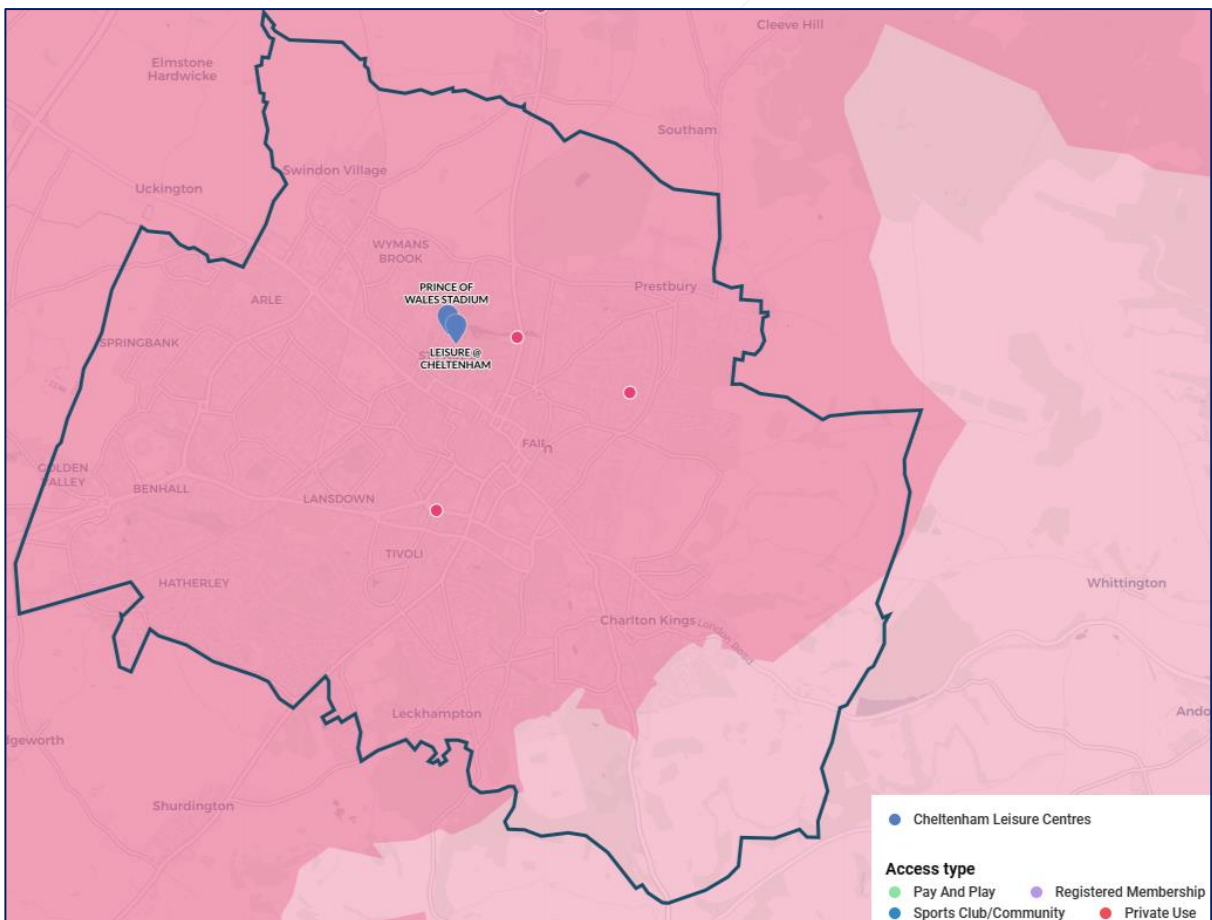 Cleeve Hill
Elmstone
Hardwicke
Southam
Swindon Village
Uckington
WYMANS
BROOK
PRINCE OF
WALES STADIUM
Prestbury
ARLE
SPRINGBANK
LEISURE @
CHELTENHAM
GOLDEN
VALLEY
BENHALL
LANSDOWN
TIVOLI
HATHERLEY
Whittington
Charlton Kings
London Road
Leckhampton
dgeworth
Ando
Shurdington
Cheltenham Leisure Centres
Access type
Pay And Play
Registered Membership
Sports Club/Community
Private Use